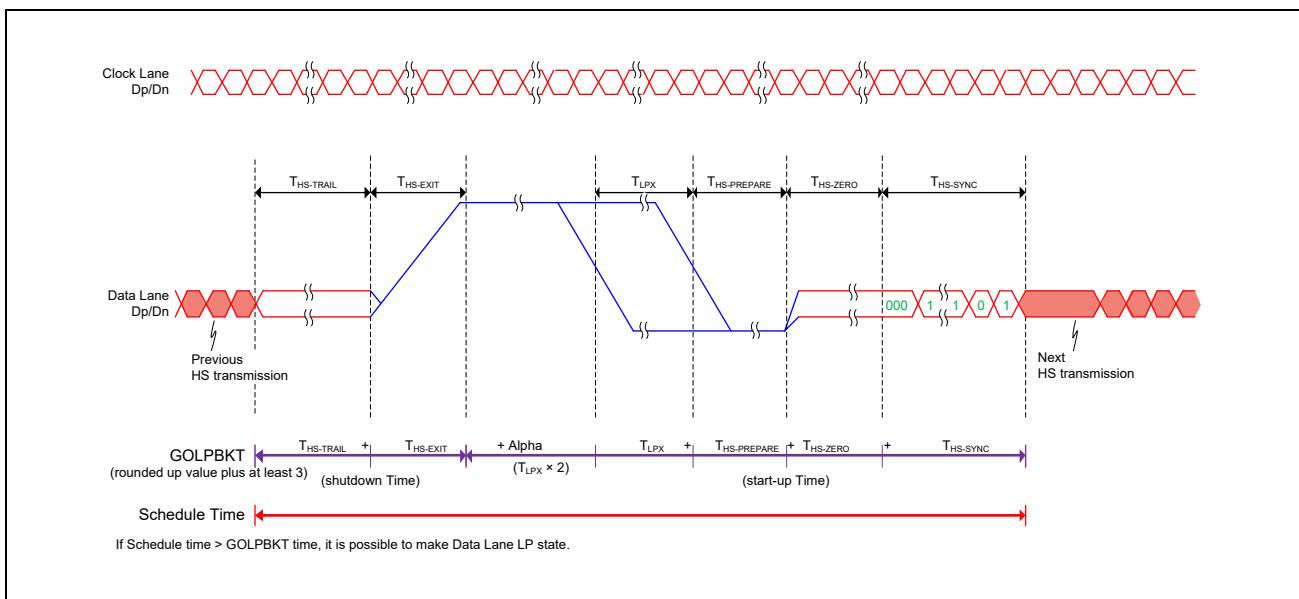 Clock Lane
Dp/Dn
THS-TRAIL THS-EXIT TLPX THS-PREPARE THS-ZERO THS-SYNC
Data Lane
Dp/Dn
000 1 1 0 1
Previous
HS transmission
Next
HS transmission
GOLPBKT THS-TRAIL + THS-EXIT + Alpha TLPX + THS-PREPARE + THS-ZERO + THS-SYNC
(rounded up value plus at least 3) (shutdown Time) (TLPX × 2) (start-up Time)
Schedule Time
If Schedule time > GOLPBKT time, it is possible to make Data Lane LP state.